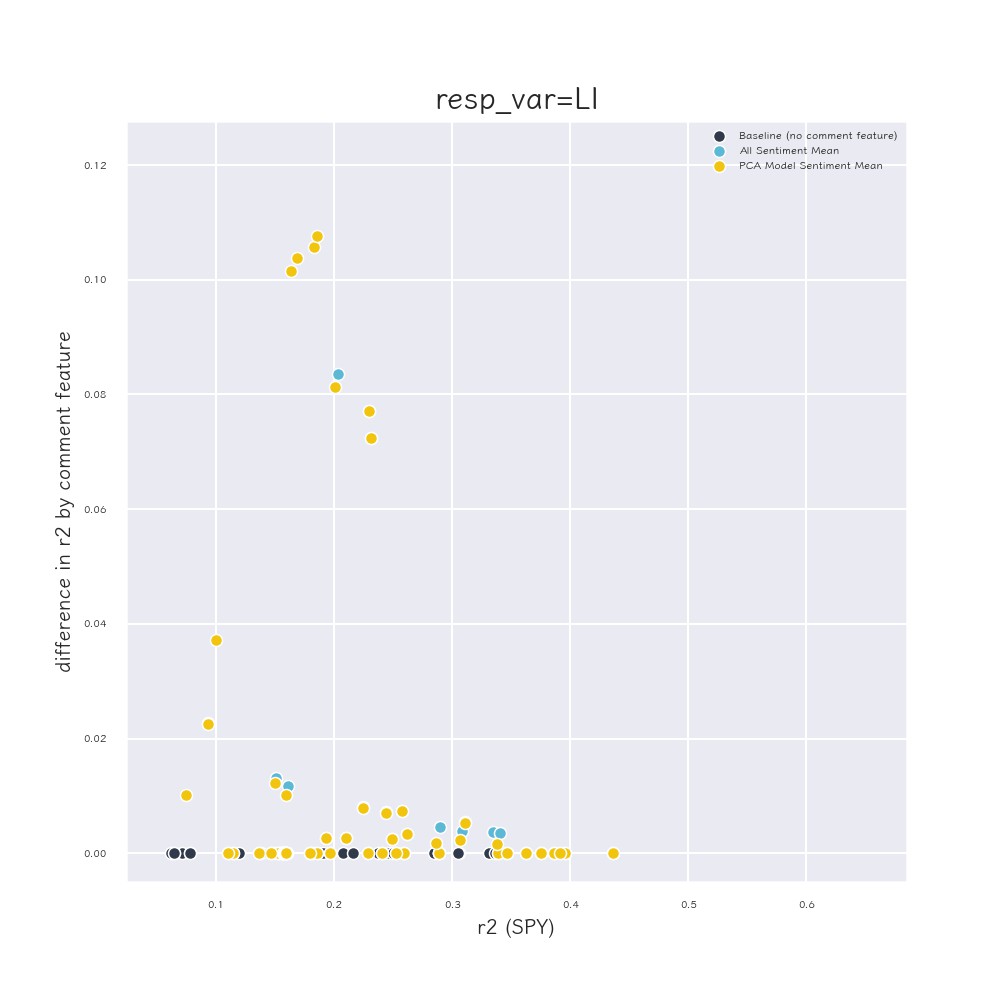 resp_var=LI
Baseline (no comment feature)
All Sentiment Mean
PCA Model Sentiment Mean
difference in r2 by comment feature
0.12
0.10
0.08
0.06
0.04
0.02
0.00
0.1 0.2 0.3 0.4 0.5 0.6
r2 (SPY)